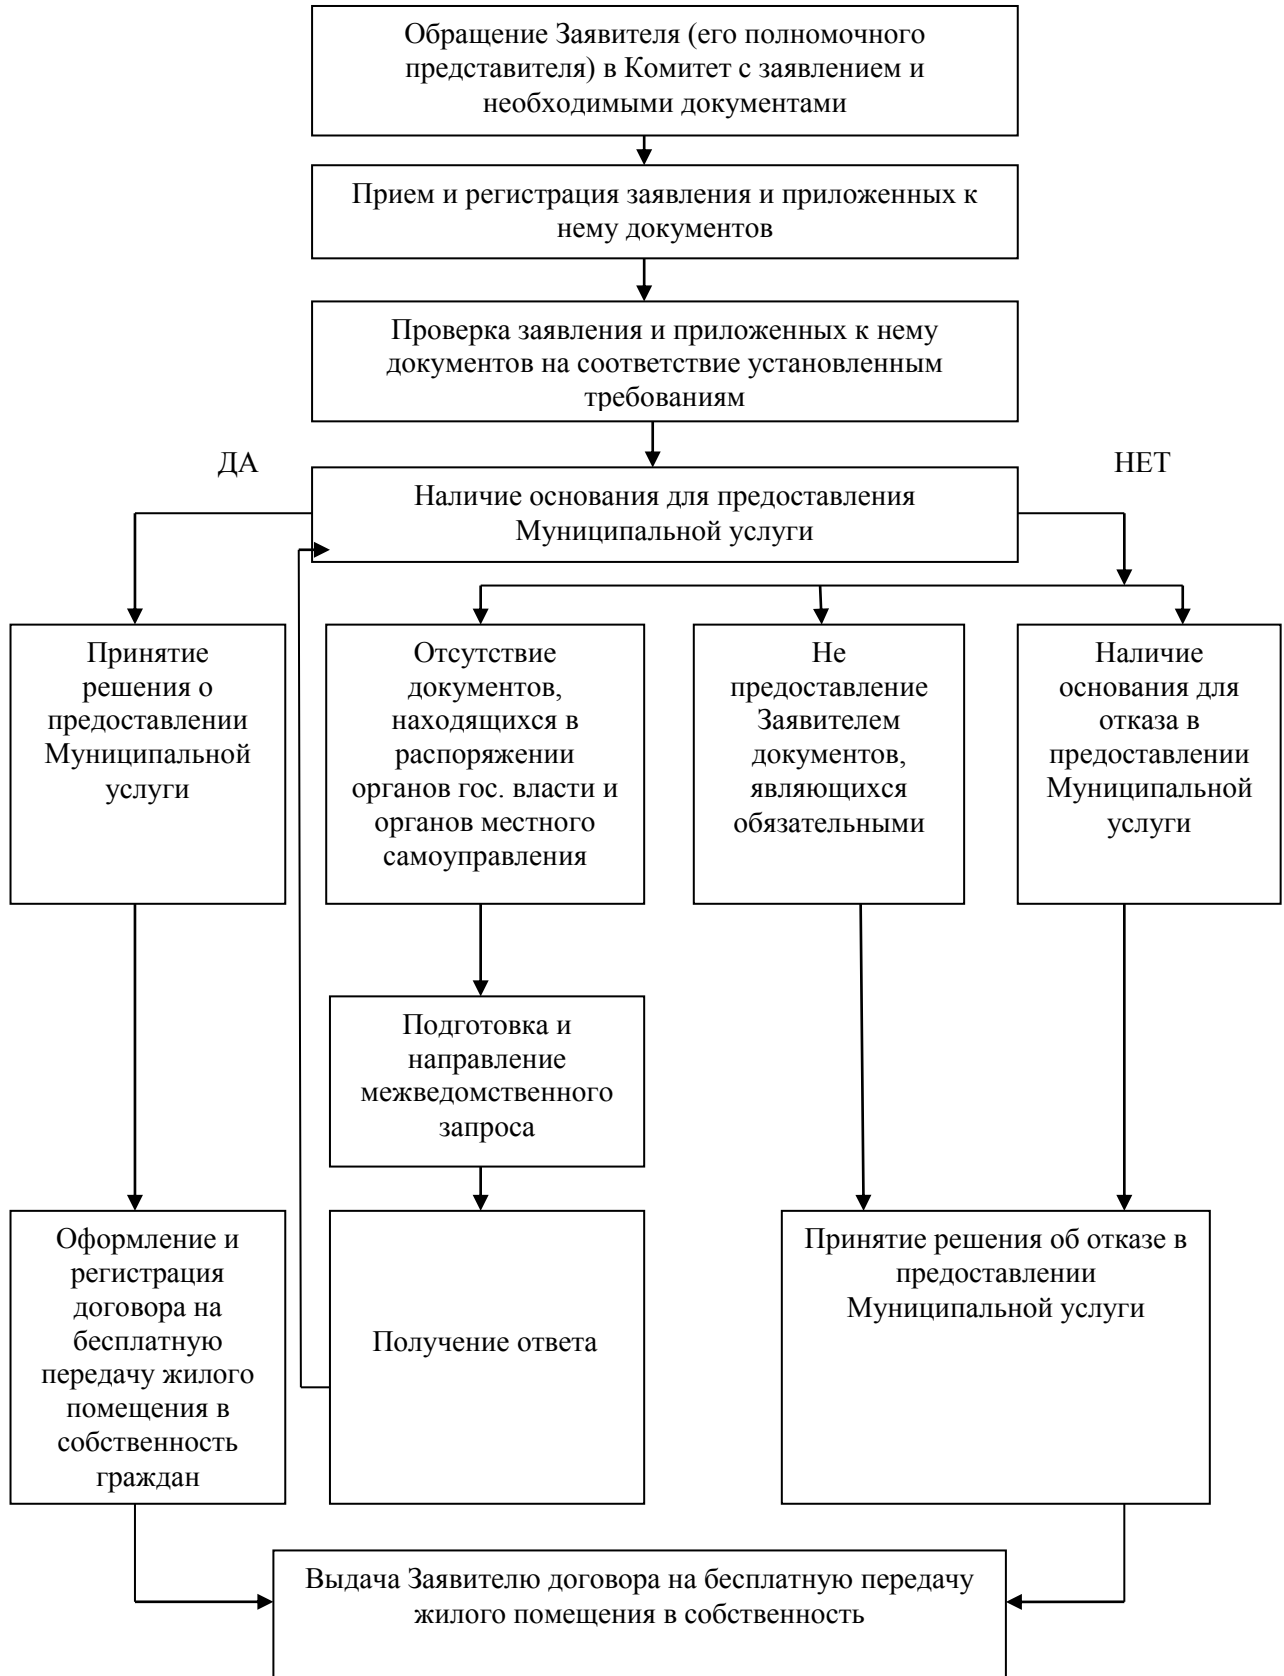 Обращение Заявителя (его полномочного
представителя) в Комитет с заявлением и
необходимыми документами
Прием и регистрация заявления и приложенных к
нему документов
Проверка заявления и приложенных к нему
документов на соответствие установленным
требованиям
ДА
НЕТ
Наличие основания для предоставления
Муниципальной услуги
Принятие
решения о
предоставлении
Муниципальной
услуги
Отсутствие
документов,
находящихся в
распоряжении
органов гос. власти и
органов местного
самоуправления
Не
предоставление
Заявителем
документов,
являющихся
обязательными
Наличие
основания для
отказа в
предоставлении
Муниципальной
услуги
Подготовка и
направление
межведомственного
запроса
Оформление и
регистрация
договора на
бесплатную
передачу жилого
помещения в
собственность
граждан
Получение ответа
Принятие решения об отказе в
предоставлении
Муниципальной услуги
Выдача Заявителю договора на бесплатную передачу
жилого помещения в собственность